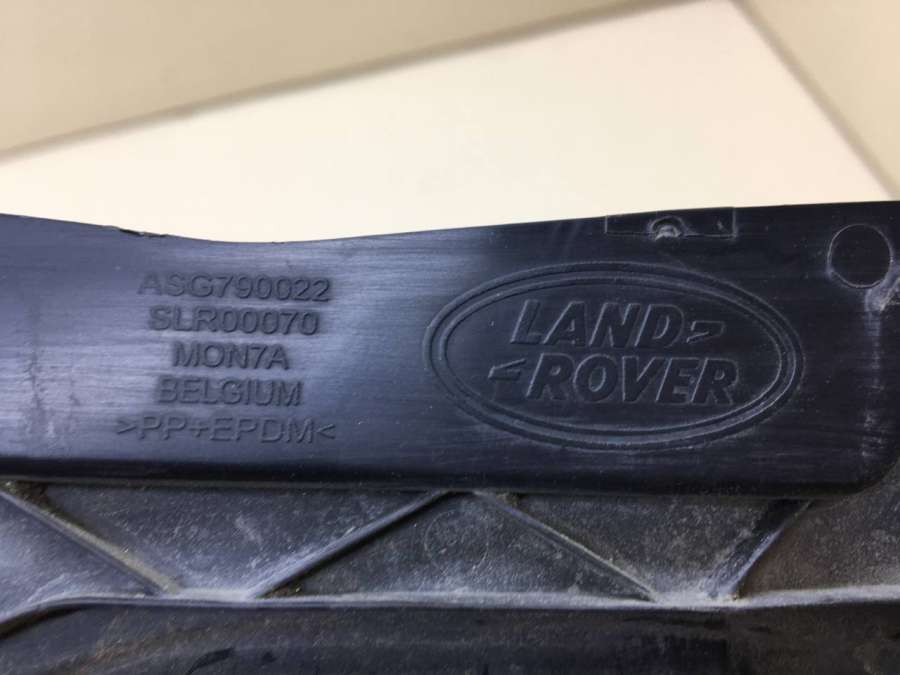 ASG790022
SLR00070
MON7A
BELGIUM
>PP+EPDM<
LAND
ROVER